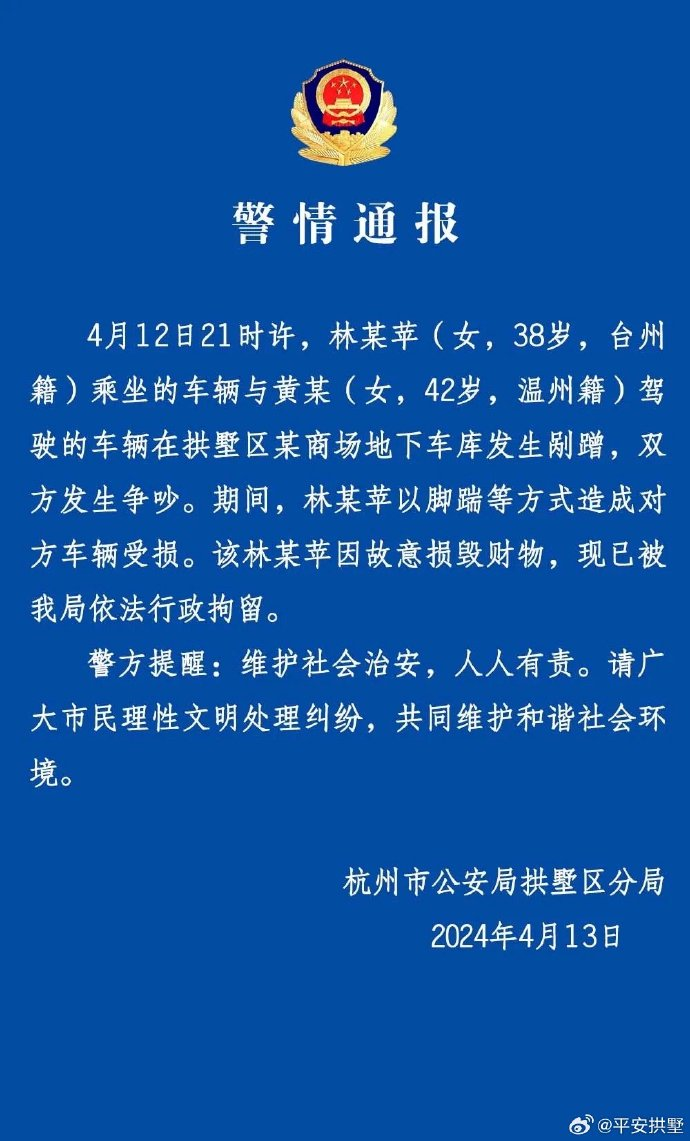 警情通报
4月12日21时许，林某苹（女，38岁，台州
籍）乘坐的车辆与黄某（女，42岁，温州籍）驾
驶的车辆在拱墅区某商场地下车库发生剐蹭，双
方发生争吵。期间，林某苹以脚踹等方式造成对
方车辆受损。该林某苹因故意损毁财物，现已被
我局依法行政拘留。
警方提醒：维护社会治安，人人有责。请广
大市民理性文明处理纠纷，共同维护和谐社会环
境。
杭州市公安局拱墅区分局
2024年4月13日
@平安拱墅